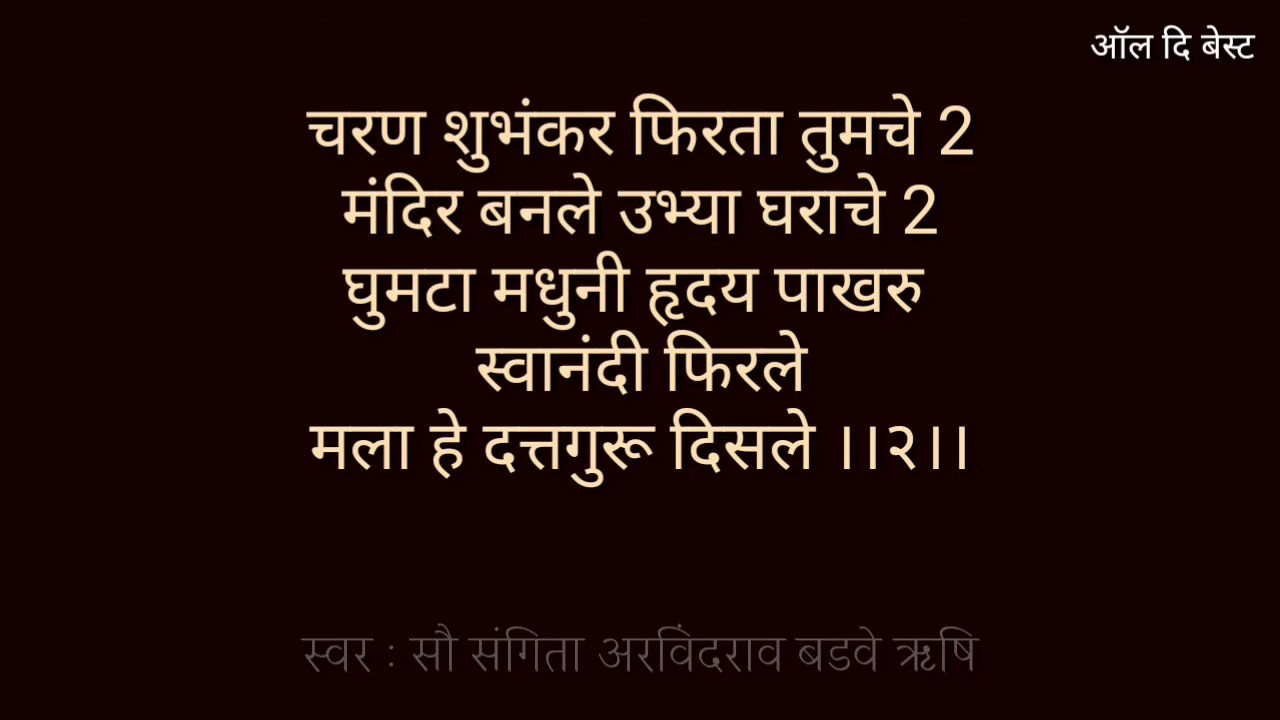 ऑल दि बेस्ट
चरण शुभंकर फिरता तुमचे 2
मंदिर बनले उभ्या घराचे 2
घुमटा मधुनी हृदय पाखरु
स्वानंदी फिरले
मला हे दत्तगुरू दिसले ।।२।।
स्वर : सौ संगिता अरविंदराव बडवे ऋषि